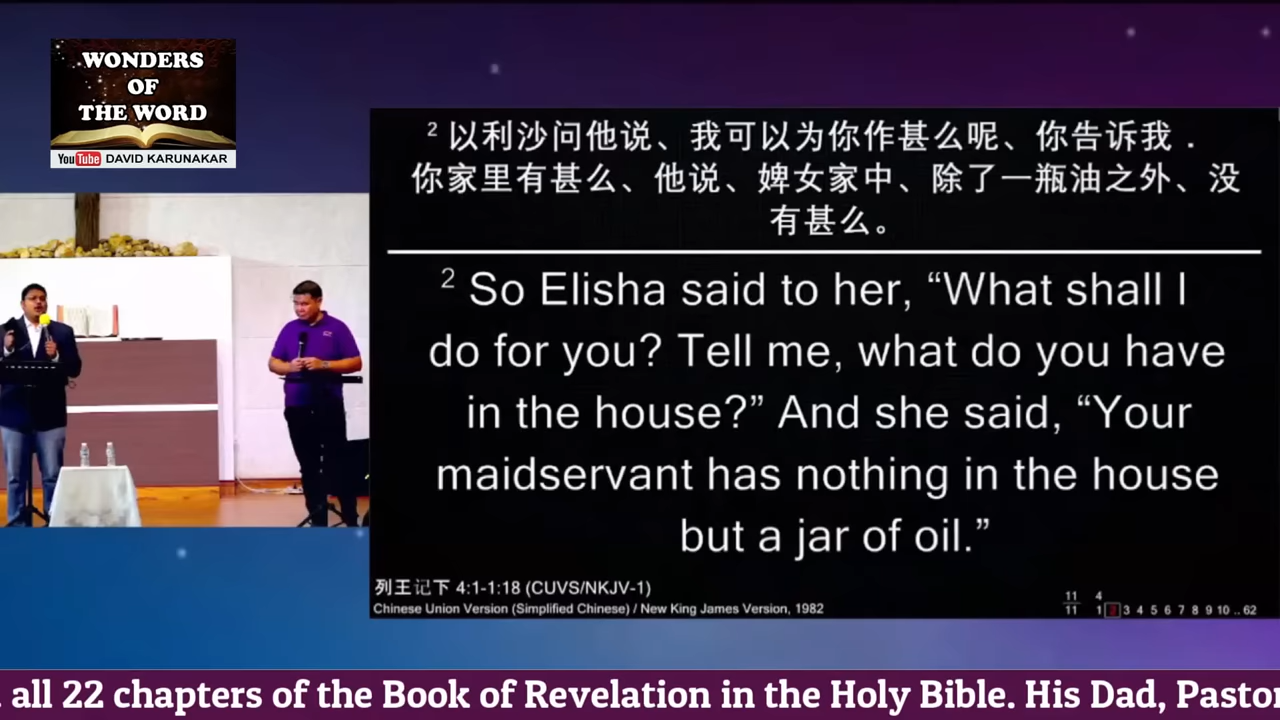 WONDERS
OF
THE WORD
YouTube DAVID KARUNAKAR
2 以利沙问他说、我可以为你作甚么呢、你告诉我．
你家里有甚么、他说、婢女家中、除了一瓶油之外、没
有甚么。
2 So Elisha said to her, “What shall I
do for you? Tell me, what do you have
in the house?” And she said, “Your
maidservant has nothing in the house
but a jar of oil.”
列王记下 4:1-1:18 (CUVS/NKJV-1)
Chinese Union Version (Simplified Chinese) / New King James Version, 1982
11 4
11 1 2 3 4 5 6 7 8 9 10 .. 62
all 22 chapters of the Book of Revelation in the Holy Bible. His Dad, Pastor